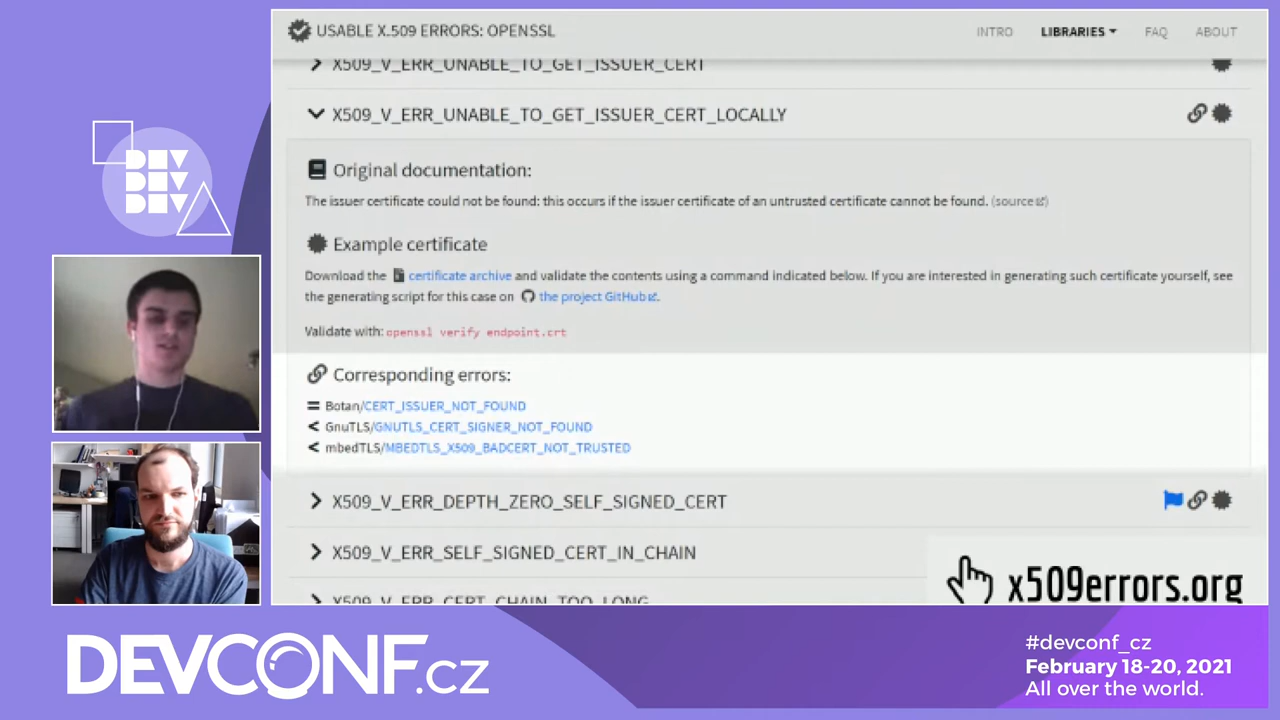 USABLE X.509 ERRORS: OPENSSL
INTRO LIBRARIES FAQ ABOUT
X509_V_ERR_UNABLE_TO_GET_ISSUER_CERT
X509_V_ERR_UNABLE_TO_GET_ISSUER_CERT_LOCALLY
Original documentation:
The issuer certificate could not be found: this occurs if the issuer certificate of an untrusted certificate cannot be found. (source)
Example certificate
Download the certificate archive and validate the contents using a command indicated below. If you are interested in generating such certificate yourself, see
the generating script for this case on the project GitHub.
Validate with: openssl verify endpoint.crt
Corresponding errors:
= Botan/CERT_ISSUER_NOT_FOUND
< GnuTLS/GNUTLS_CERT_SIGNER_NOT_FOUND
< mbedTLS/MBEDTLS_X509_BADCERT_NOT_TRUSTED
X509_V_ERR_DEPTH_ZERO_SELF_SIGNED_CERT
X509_V_ERR_SELF_SIGNED_CERT_IN_CHAIN
X509_V_ERR_CERT_CHAIN_TOO_LONG
x509errors.org
DEV
DEV
DEV
DEVCONF.cz
#devconf_cz
February 18-20, 2021
All over the world.